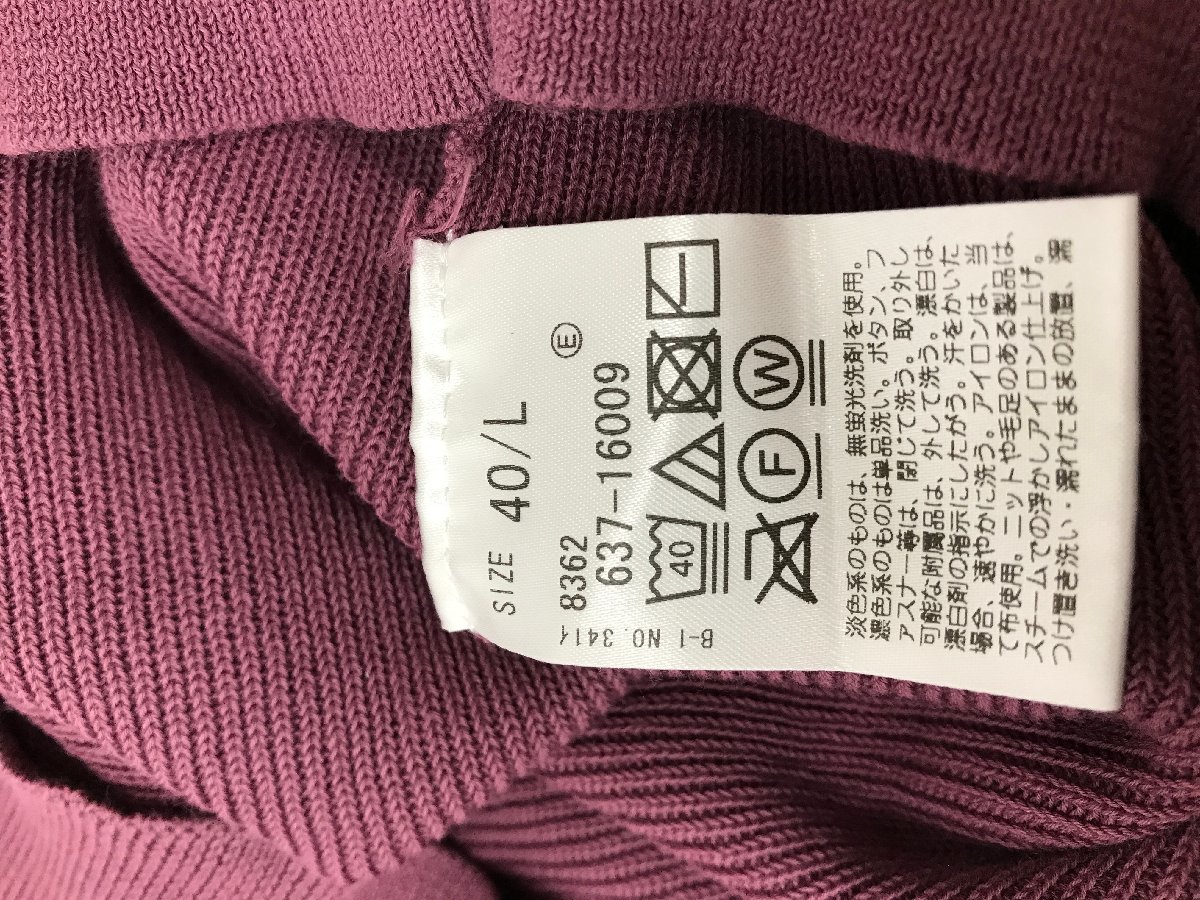 SIZE 40/L
8362
E
637-16009
40
F
W
淡色系のものは、無蛍光洗剤を使用。
濃色系のものは単品洗い。ボタン、フ
ァスナー等は、閉じて洗う。取り外し
可能な附属品は、外して洗う。漂白は、
漂白剤の指示にしたがう。汗をかいた
場合、速やかに洗う。アイロンは、当
て布使用。ニットや毛足のある製品は、
スチームでの浮かしアイロン仕上げ。
つけ置き洗い・濡れたままの放置、濡
B-1 NO.3414